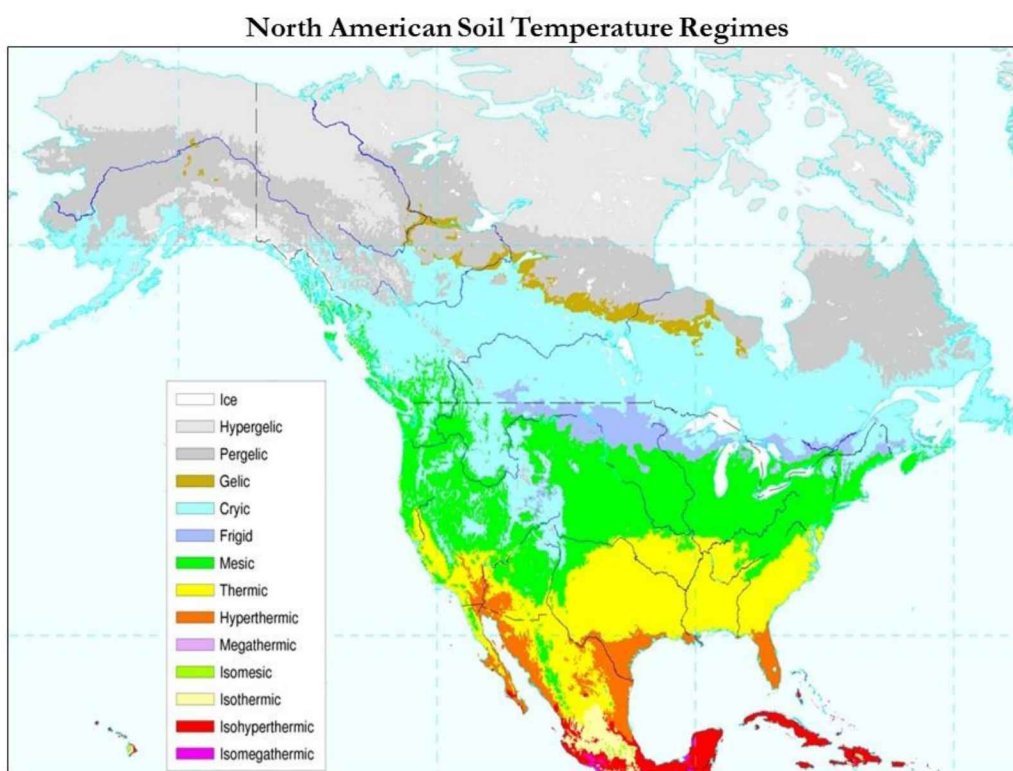 North American Soil Temperature Regimes
Ice
Hypergelic
Pergelic
Gelic
Cryic
Frigid
Mesic
Thermic
Hyperthermic
Megathermic
Isomesic
Isothermic
Isohyperthermic
Isomegathermic